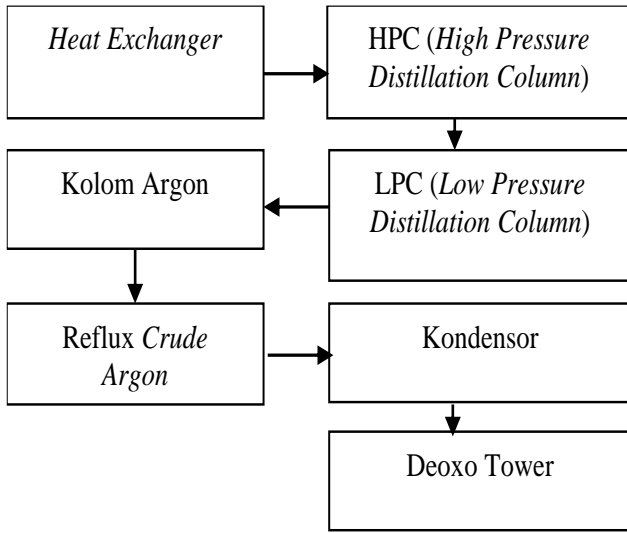 Heat Exchanger
HPC (High Pressure
Distillation Column)
LPC (Low Pressure
Distillation Column)
Kolom Argon
Reflux Crude
Argon
Kondensor
Deoxo Tower